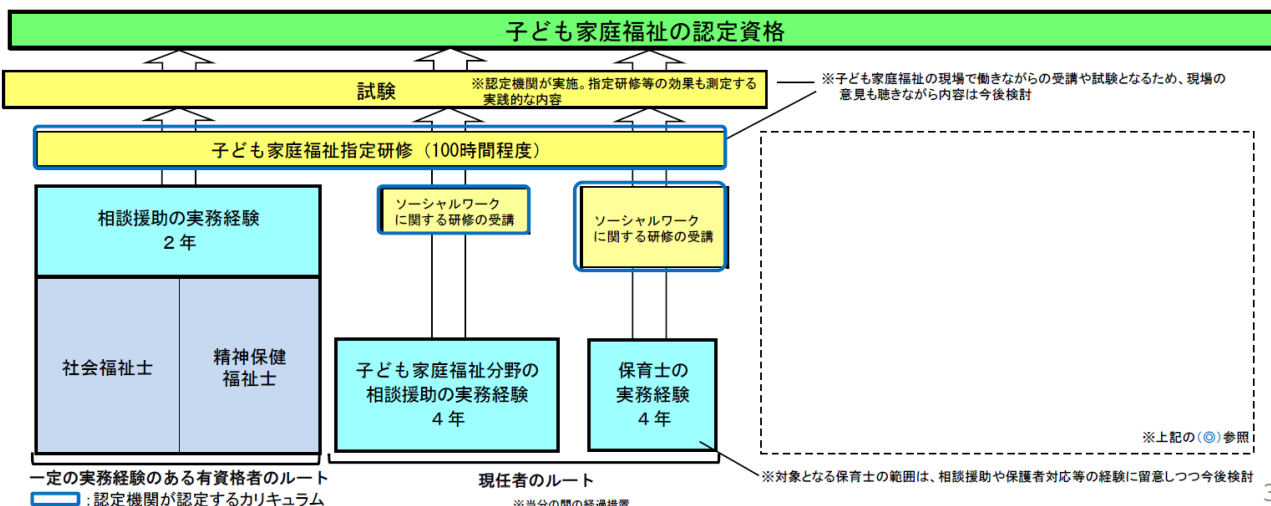 子ども家庭福祉の認定資格
試験
※認定機関が実施。指定研修等の効果も測定する
実践的な内容
※子ども家庭福祉の現場で働きながらの受講や試験となるため、現場の
意見も聴きながら内容は今後検討
子ども家庭福祉指定研修（100時間程度）
相談援助の実務経験
２年
ソーシャルワーク
に関する研修の受講
ソーシャルワーク
に関する研修の受講
社会福祉士
精神保健
福祉士
子ども家庭福祉分野の
相談援助の実務経験
４年
保育士の
実務経験
４年
※上記の（◎）参照
一定の実務経験のある有資格者のルート
現任者のルート
※対象となる保育士の範囲は、相談援助や保護者対応等の経験に留意しつつ今後検討
：認定機関が認定するカリキュラム
※当分の間の経過措置